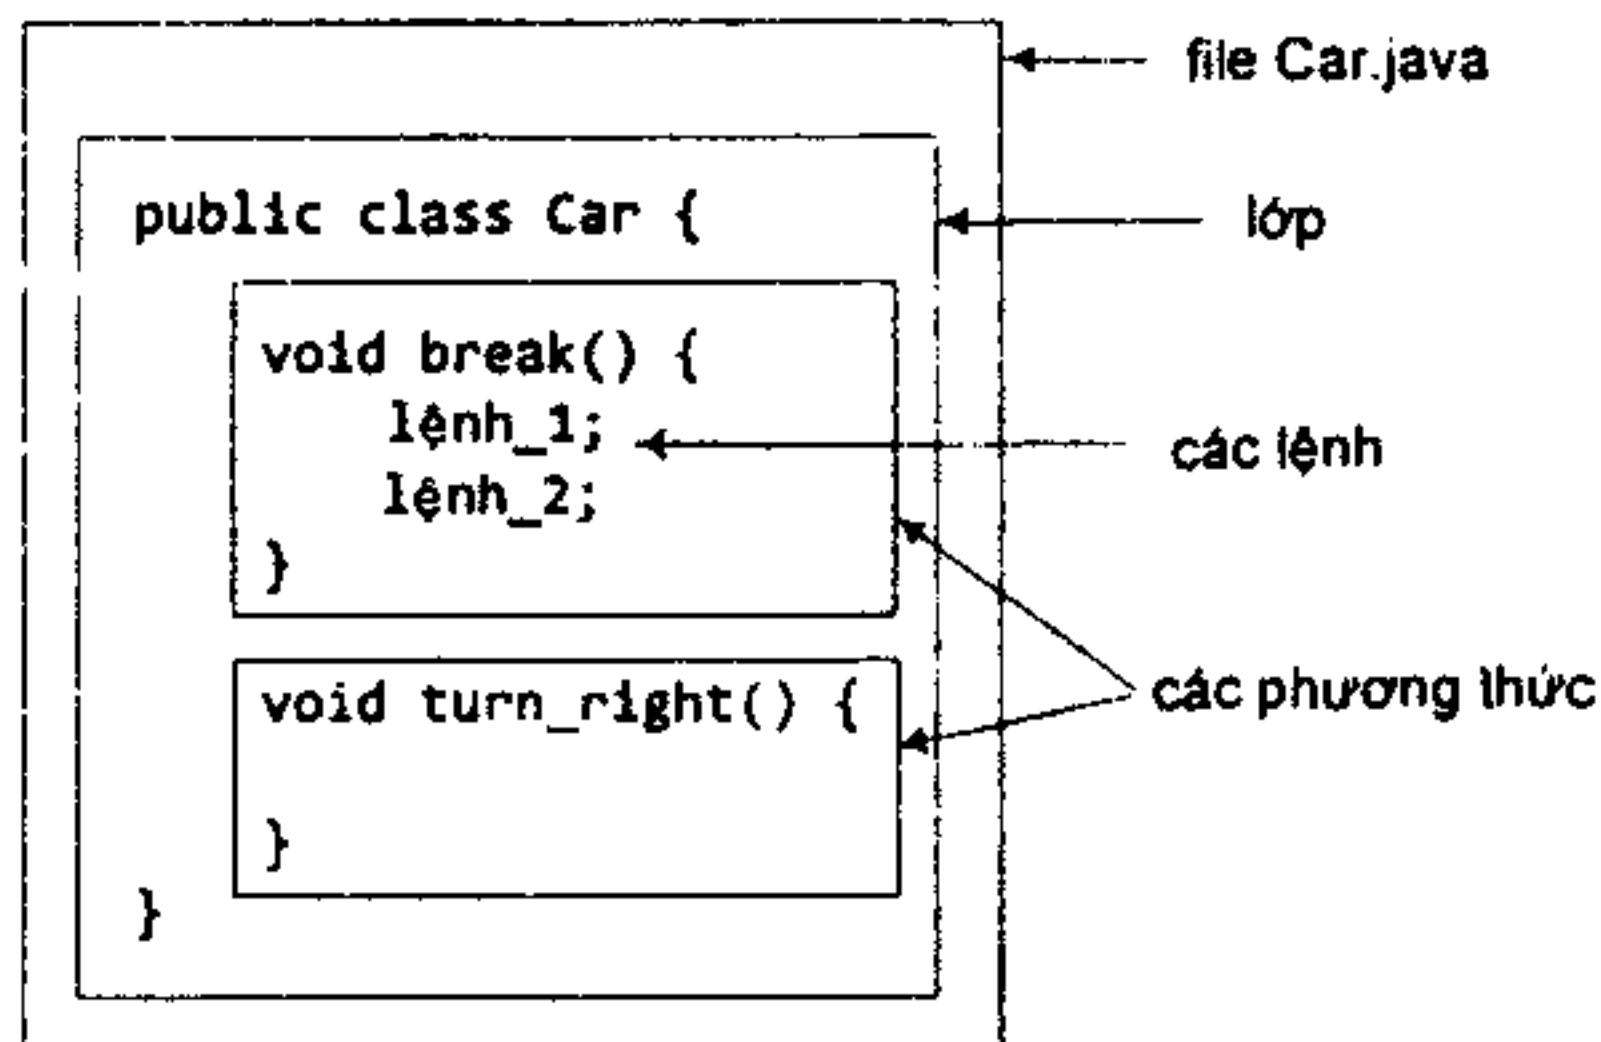 file Car.java
public class Car {
lớp
void break() {
lệnh_1;
các lệnh
lệnh_2;
}
void turn_right() {
các phương thức
}
}